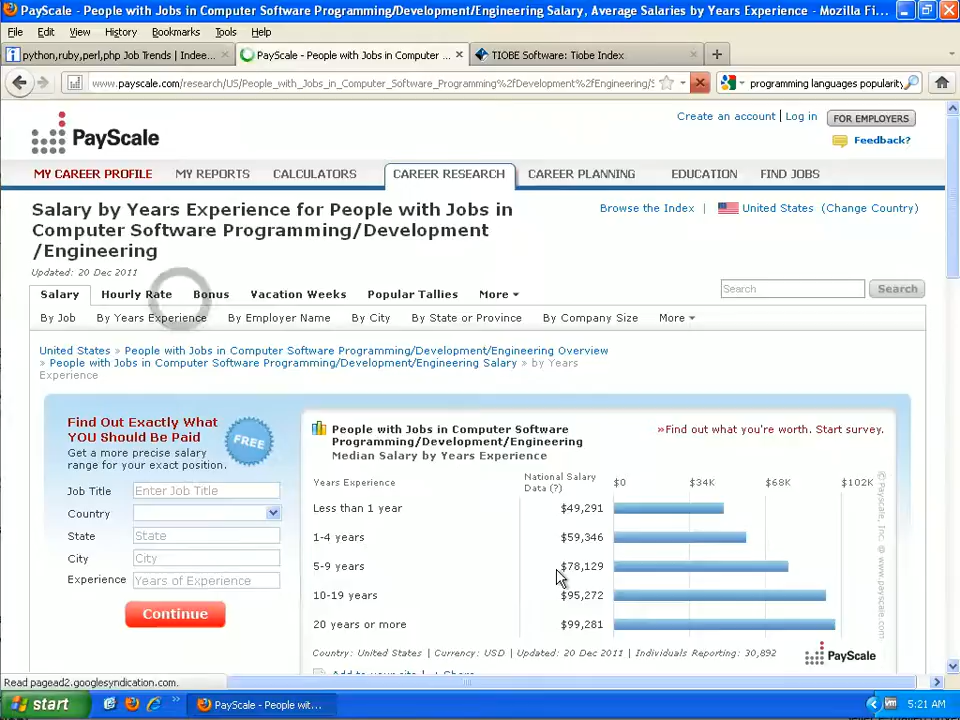 PayScale - People with Jobs in Computer Software Programming/Development/Engineering Salary, Average Salaries by Years Experience - Mozilla Fi...
File Edit View History Bookmarks Tools Help
python,ruby,perl,php Job Trends | Indee... PayScale - People with Jobs in Computer ... TIOBE Software: Tiobe Index
www.payscale.com/research/US/People_with_Jobs_in_Computer_Software_Programming%2fDevelopment%2fEngineering/S programming languages popularity
Create an account | Log in FOR EMPLOYERS
PayScale
Feedback?
MY CAREER PROFILE MY REPORTS CALCULATORS CAREER RESEARCH CAREER PLANNING EDUCATION FIND JOBS
Salary by Years Experience for People with Jobs in
Computer Software Programming/Development
/Engineering
Browse the Index | United States (Change Country)
Updated: 20 Dec 2011
Salary Hourly Rate Bonus Vacation Weeks Popular Tallies More
Search Search
By Job By Years Experience By Employer Name By City By State or Province By Company Size More
United States » People with Jobs in Computer Software Programming/Development/Engineering Overview
» People with Jobs in Computer Software Programming/Development/Engineering Salary » by Years
Experience
Find Out Exactly What
YOU Should Be Paid
FREE
Get a more precise salary
range for your exact position.
Job Title Enter Job Title
Country
State State
City City
Experience Years of Experience
Continue
People with Jobs in Computer Software
Programming/Development/Engineering
Median Salary by Years Experience
»Find out what you're worth. Start survey.
Years Experience National Salary
Data (?) $0 $34K $68K $102K
Less than 1 year $49,291
1-4 years $59,346
5-9 years $78,129
10-19 years $95,272
20 years or more $99,281
Country: United States | Currency: USD | Updated: 20 Dec 2011 | Individuals Reporting: 30,892
PayScale
© Payscale, Inc. @ www.payscale.com
Add to your site Share
Read pagead2.googlesyndication.com.
start PayScale - People wit... 5:21 AM